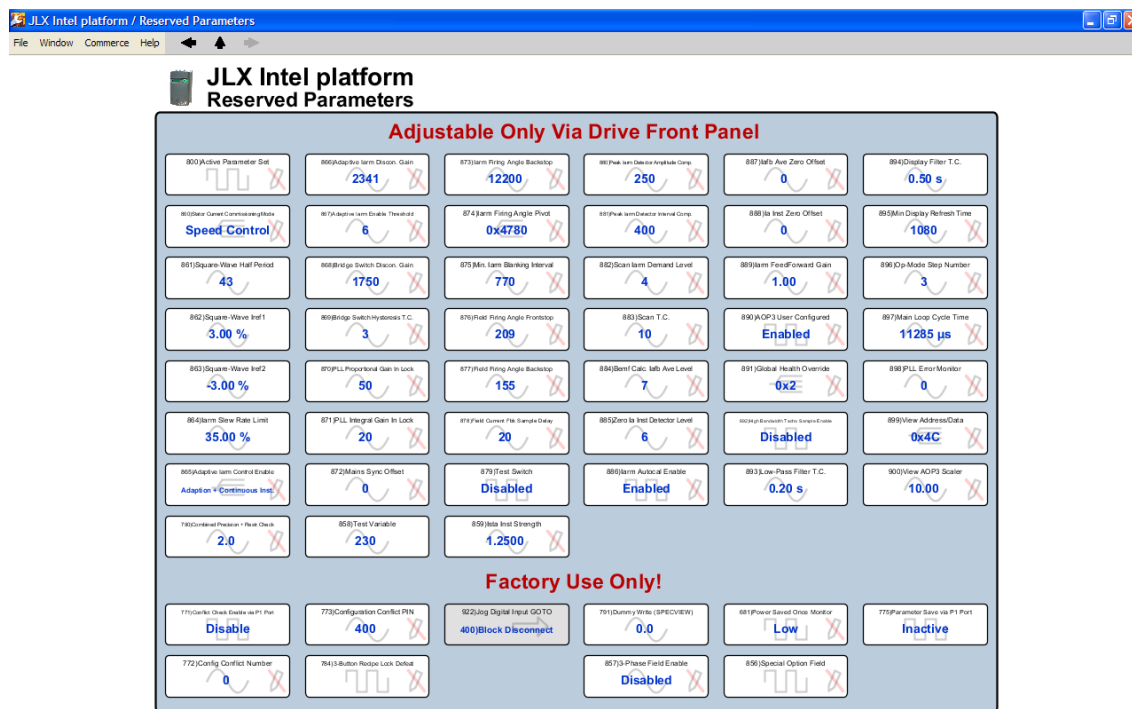 JLX Intel platform / Reserved Parameters
File Window Commerce Help
JLX Intel platform
Reserved Parameters
Adjustable Only Via Drive Front Panel
800)Active Parameter Set
866)Adaptive Iarm Discon. Gain
2341
873)Iarm Firing Angle Backstop
12200
880)Peak Iarm Detector Amplitude Comp.
250
887)Iafb Ave Zero Offset
0
894)Display Filter T.C.
0.50 s
860)Stator Current Commissioning Mode
Speed Control
867)Adaptive Iarm Enable Threshold
6
874)Iarm Firing Angle Pivot
0x4780
881)Peak Iarm Detector Interval Comp.
400
888)Ia Inst Zero Offset
0
895)Min Display Refresh Time
1080
861)Square-Wave Half Period
43
868)Bridge Switch Discon. Gain
1750
875)Min. Iarm Blanking Interval
770
882)Scan Iarm Demand Level
4
889)Iarm FeedForward Gain
1.00
896)Op-Mode Step Number
3
862)Square-Wave Iref1
3.00 %
869)Bridge Switch Hysteresis T.C.
3
876)Field Firing Angle Frontstop
209
883)Scan T.C.
10
890)AOP3 User Configured
Enabled
897)Main Loop Cycle Time
11285 µs
863)Square-Wave Iref2
-3.00 %
870)PLL Proportional Gain In Lock
50
877)Field Firing Angle Backstop
155
884)Bemf Calc. Iafb Ave Level
7
891)Global Health Override
0x2
898)PLL Error Monitor
0
864)Iarm Slew Rate Limit
35.00 %
871)PLL Integral Gain In Lock
20
878)Field Current Fbk Sample Delay
20
885)Zero Ia Inst Detector Level
6
892)High Bandwidth Tacho Sample Enable
Disabled
899)View Address/Data
0x4C
865)Adaptive Iarm Control Enable
Adaption + Continuous Inst.
872)Mains Sync Offset
0
879)Test Switch
Disabled
886)Iarm Autocal Enable
Enabled
893)Low-Pass Filter T.C.
0.20 s
900)View AOP3 Scaler
10.00
790)Combined Precision + Flash Check
2.0
858)Test Variable
230
859)Ista Inst Strength
1.2500
Factory Use Only!
771)Conflict Check Enable via P1 Port
Disable
773)Configuration Conflict PIN
400
922)Jog Digital Input GOTO
400)Block Disconnect
791)Dummy Write (SPECVIEW)
0.0
681)Power Saved Once Monitor
Low
775)Parameter Save via P1 Port
Inactive
772)Config Conflict Number
0
784)3-Button Recipe Lock Defeat
857)3-Phase Field Enable
Disabled
856)Special Option Field